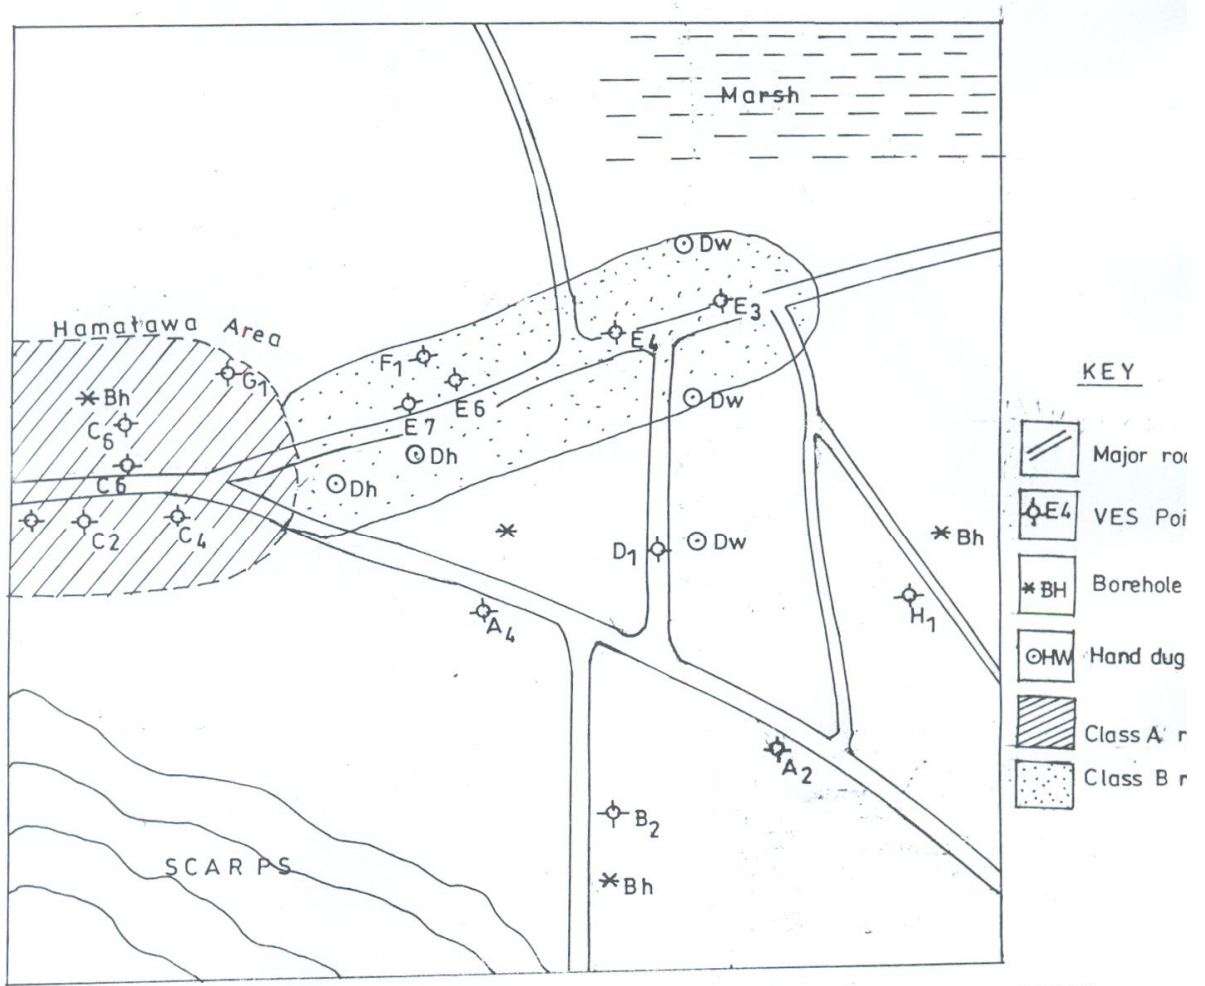 Marsh
Dw
E3
Hamatawa Area
E4
F1
G1
Bh
E6
Dw
C6
E7
Dh
C6
Dh
C2
C4
D1
Dw
Bh
A4
H1
A2
B2
SCARPS
Bh
KEY
Major roa
E4 VES Poi
BH Borehole
HW Hand dug
Class A r
Class B r